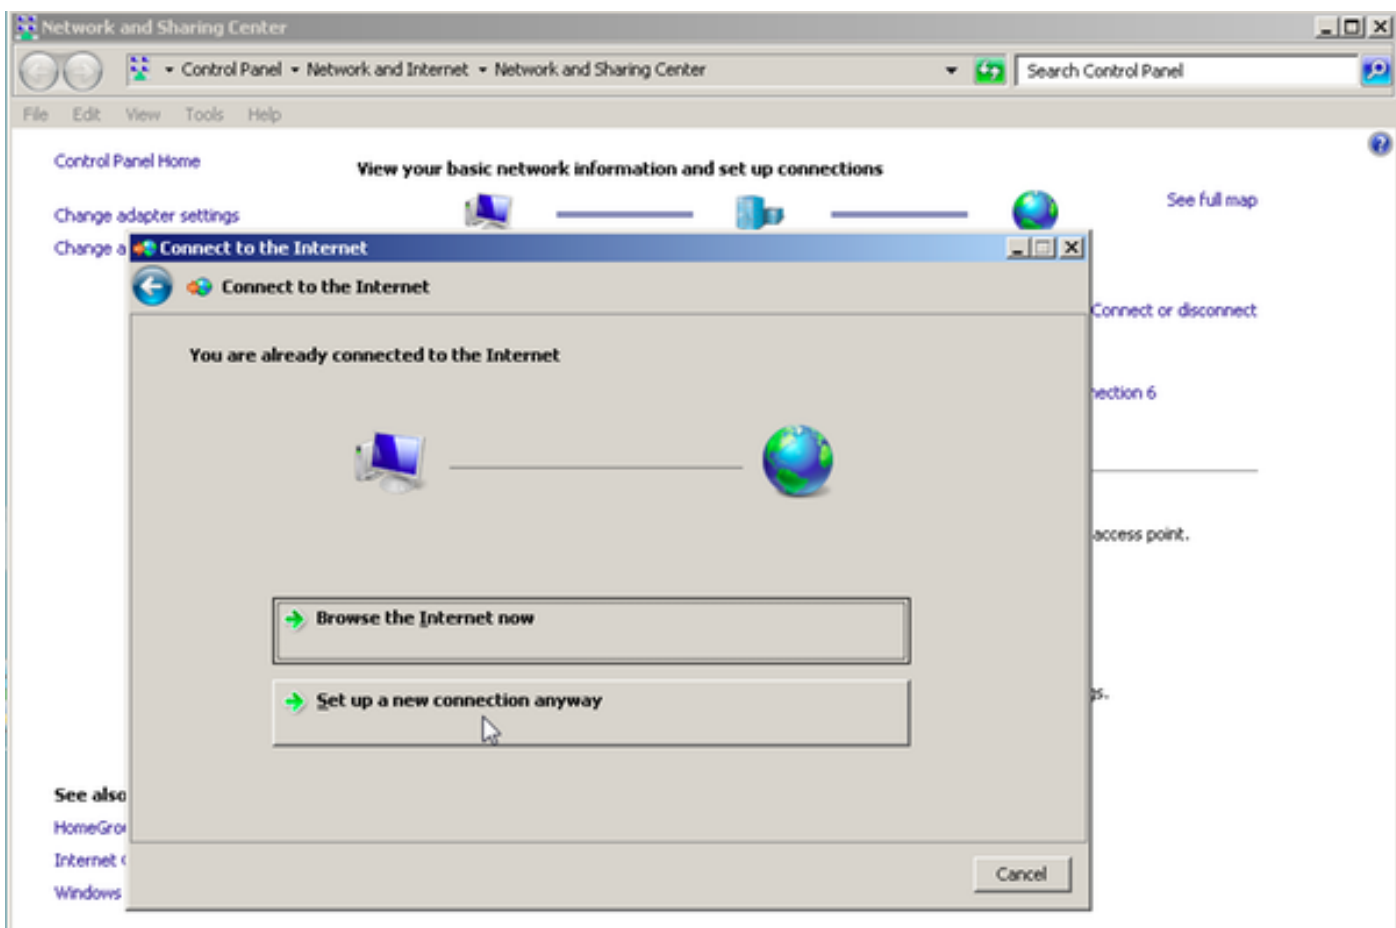 Network and Sharing Center
Control Panel Network and Internet Network and Sharing Center
Search Control Panel
File Edit View Tools Help
Control Panel Home
View your basic network information and set up connections
See full map
Change adapter settings
Change a
Connect to the Internet
Connect to the Internet
Connect or disconnect
You are already connected to the Internet
nection 6
access point.
Browse the Internet now
Set up a new connection anyway
gs.
See also
HomeGro
Internet
Windows
Cancel